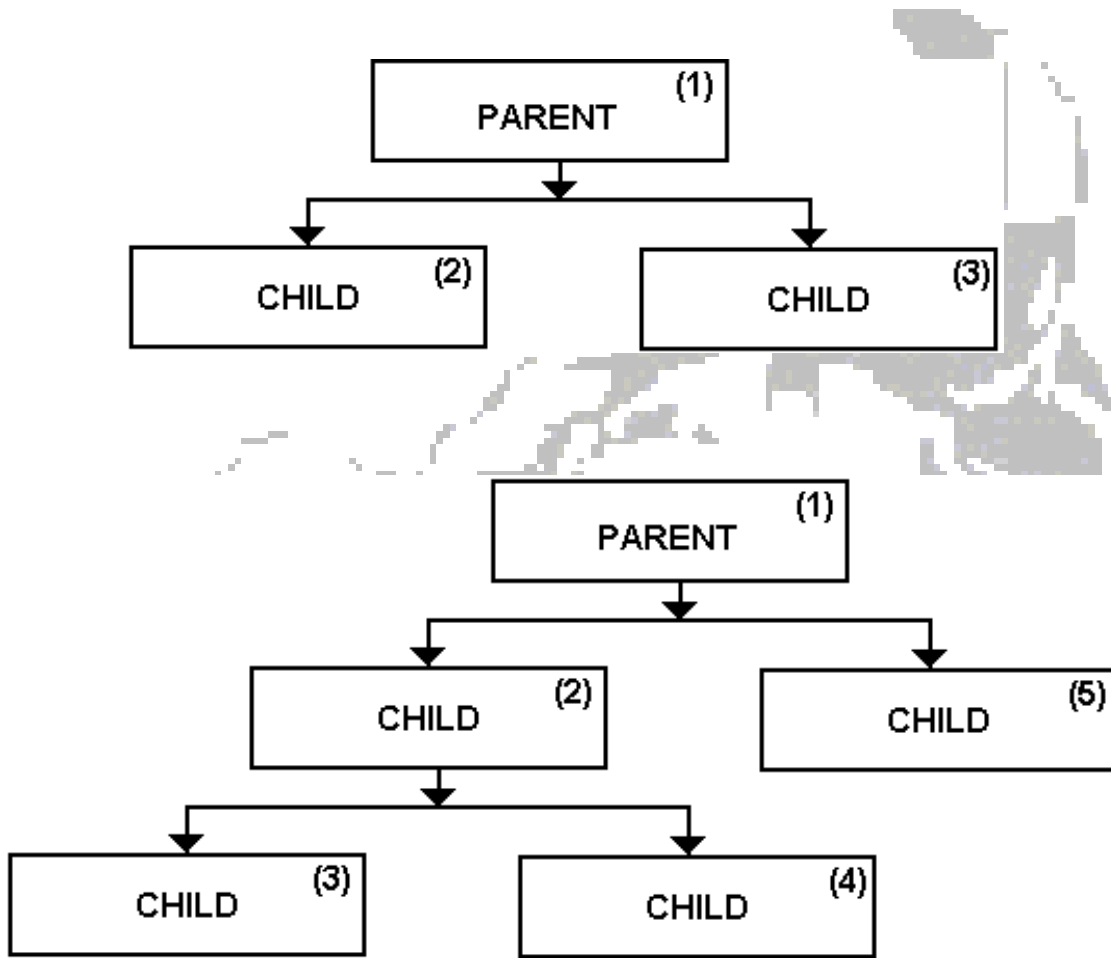 (1)
PARENT
(2)
CHILD
(3)
CHILD
(1)
PARENT
(2)
CHILD
(5)
CHILD
(3)
CHILD
(4)
CHILD